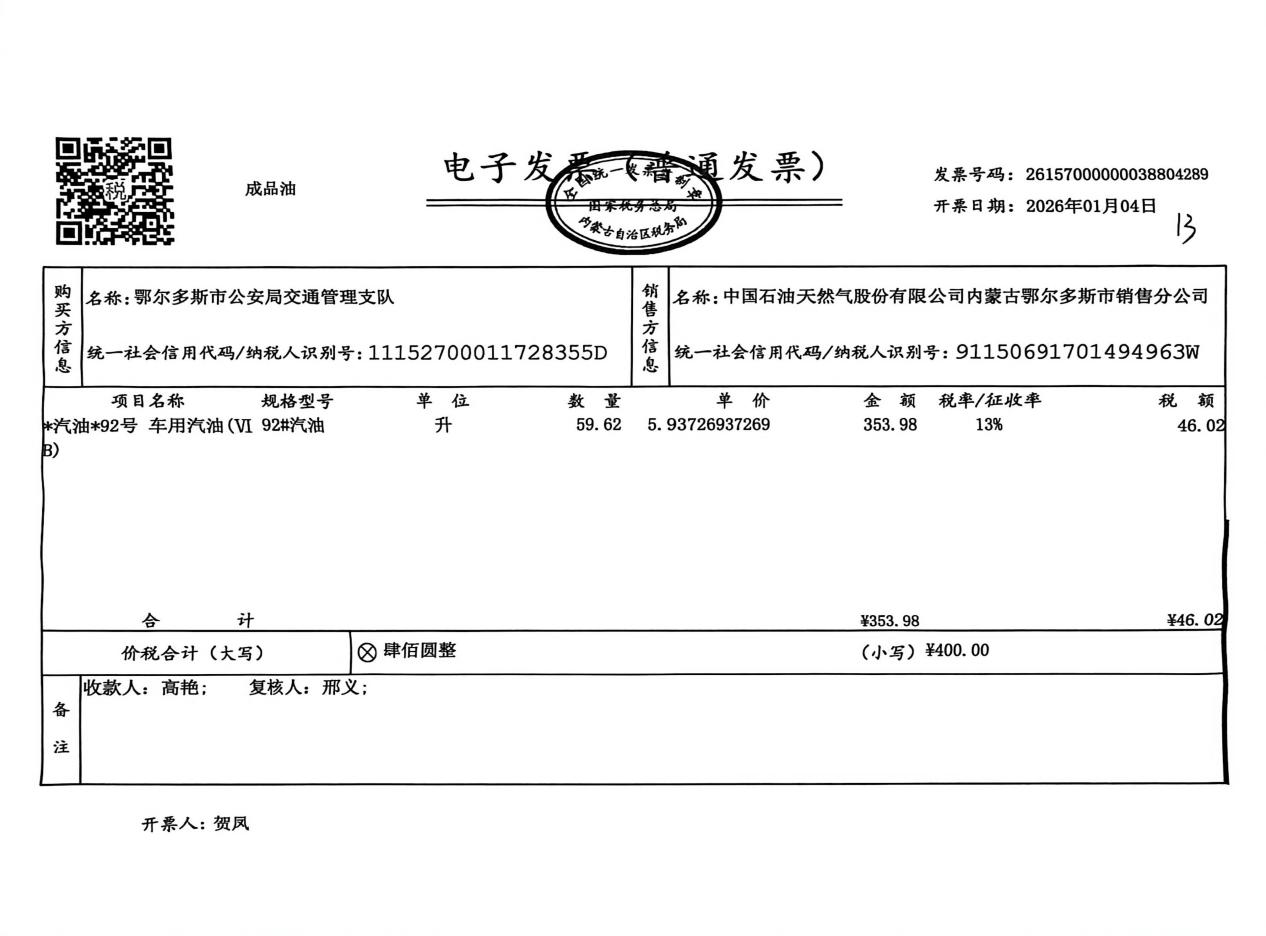 电子发票（普通发票）
税
成品油
全国统一发票监制章
国家税务总局
内蒙古自治区税务局
发票号码：26157000000038804289
开票日期：2026年01月04日
13
购买方信息
名称：鄂尔多斯市公安局交通管理支队
统一社会信用代码/纳税人识别号：11152700011728355D
销售方信息
名称：中国石油天然气股份有限公司内蒙古鄂尔多斯市销售分公司
统一社会信用代码/纳税人识别号：91150691701494963W
项目名称 规格型号 单 位 数 量 单 价 金 额 税率/征收率 税 额
*汽油*92号 车用汽油(Ⅵ 92#汽油 升 59.62 5.93726937269 353.98 13% 46.02
B)
合 计 ¥353.98 ¥46.02
价税合计（大写） ⊗肆佰圆整 （小写）¥400.00
备注
收款人：高艳； 复核人：邢义；
开票人：贺凤